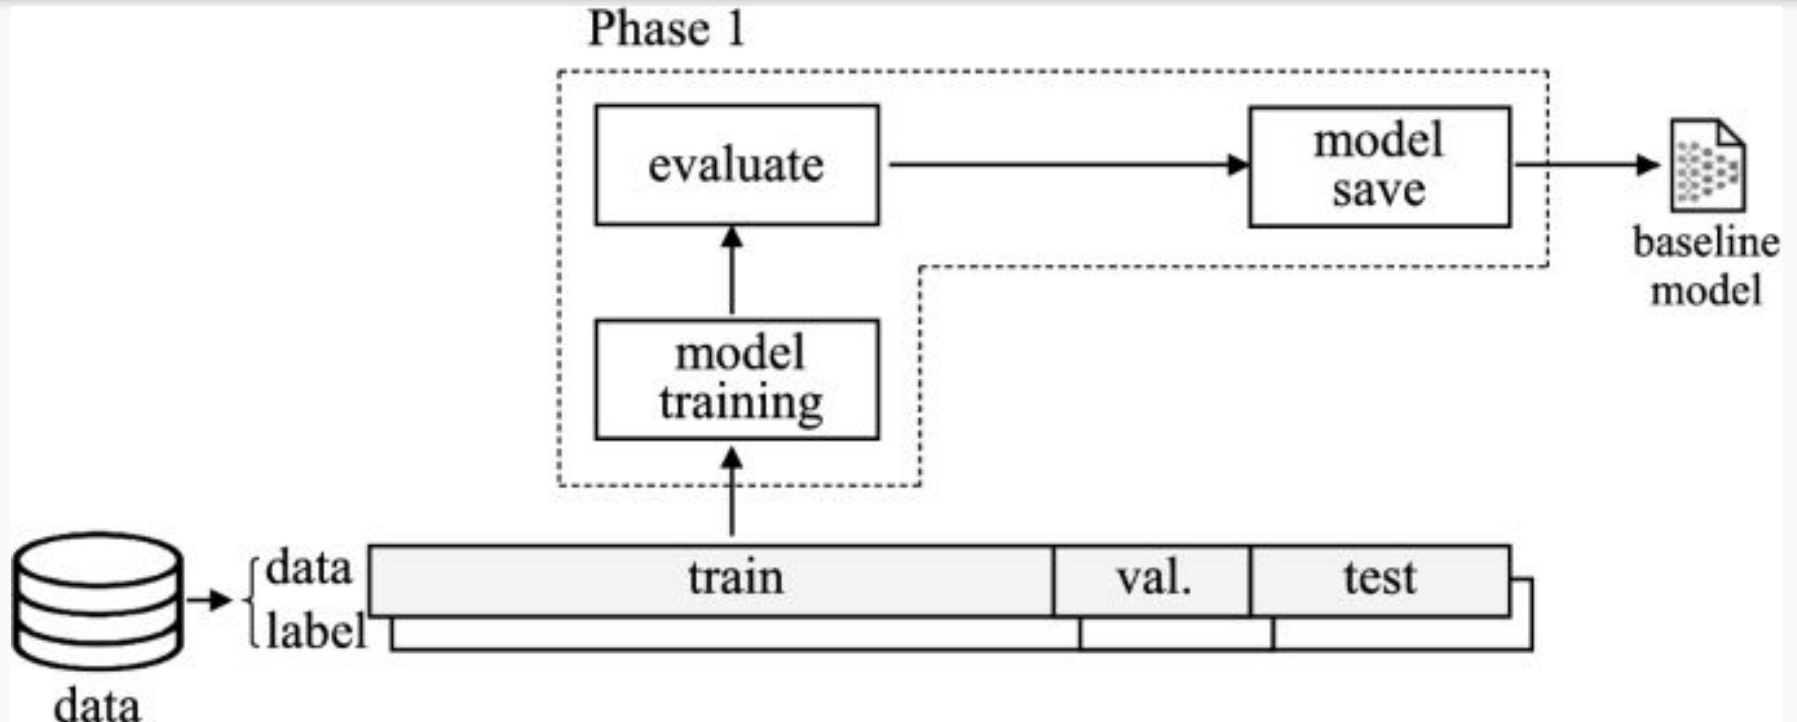 Phase 1
evaluate
model
save
baseline
model
model
training
data
train
val.
test
label
data